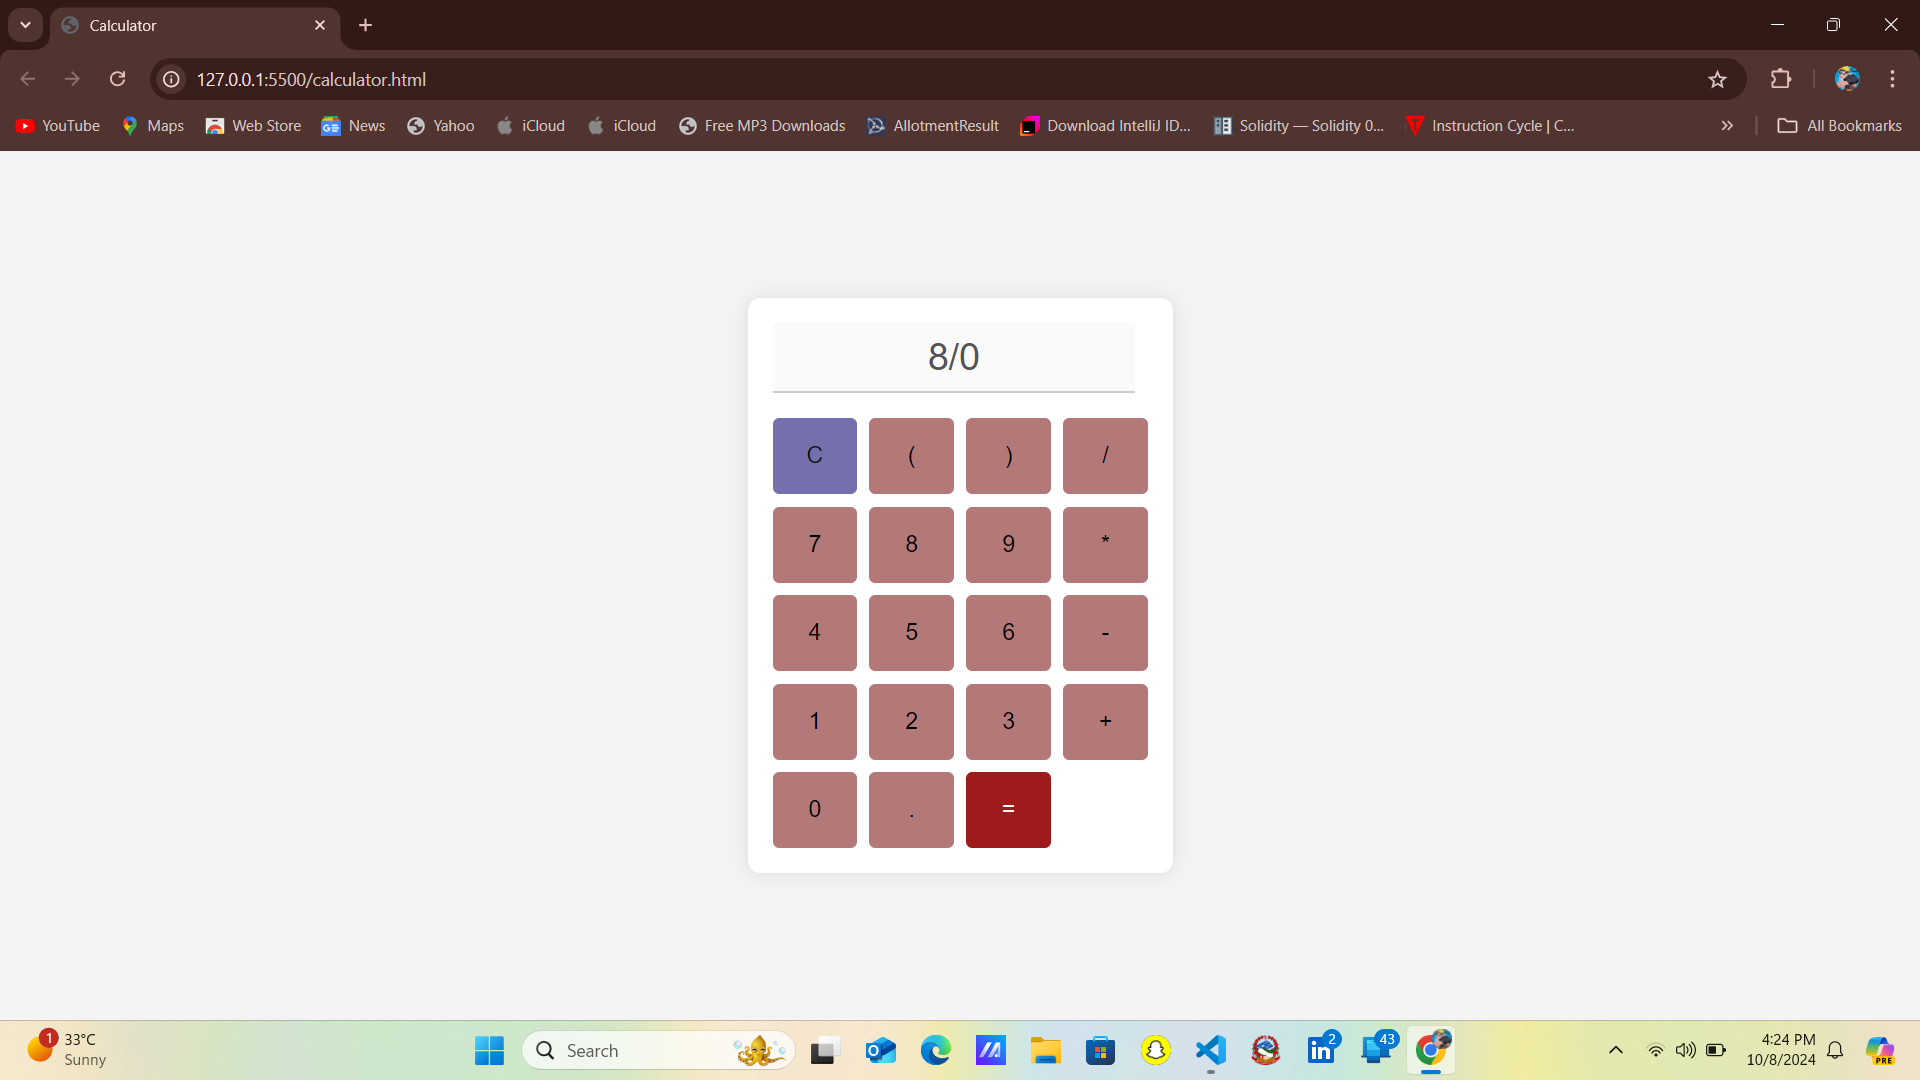 Calculator
127.0.0.1:5500/calculator.html
YouTube Maps Web Store News Yahoo iCloud iCloud Free MP3 Downloads AllotmentResult Download IntelliJ ID... Solidity — Solidity 0... Instruction Cycle | C... All Bookmarks
8/0
C ( ) /
7 8 9 *
4 5 6 -
1 2 3 +
0 . =
1 33°C
Sunny
Search
2
43
4:24 PM
10/8/2024
PRE